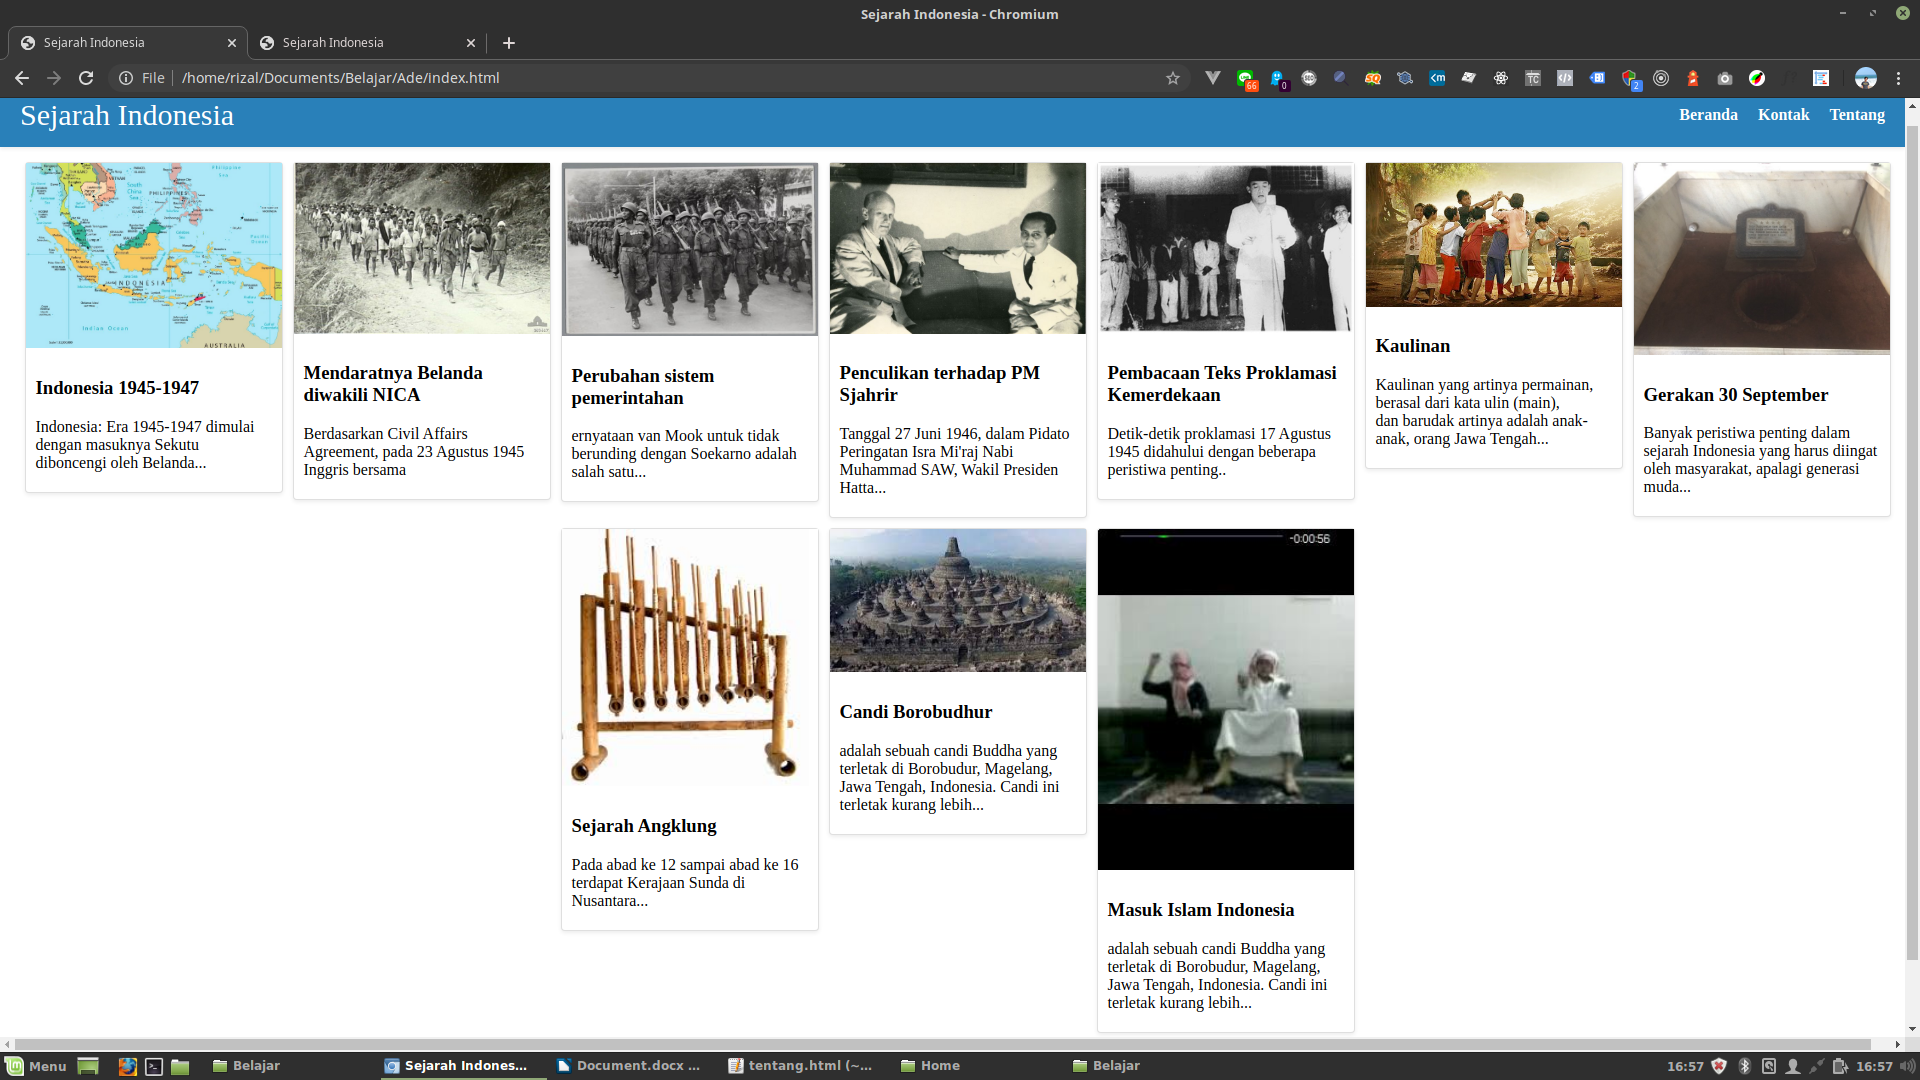 Sejarah Indonesia - Chromium
Sejarah Indonesia
Sejarah Indonesia
File
/home/rizal/Documents/Belajar/Ade/index.html
66
0
2
Sejarah Indonesia
Beranda Kontak Tentang
PHILIPPINES
INDONESIA
Indian Ocean
AUSTRALIA
Indonesia 1945-1947
Indonesia: Era 1945-1947 dimulai
dengan masuknya Sekutu
diboncengi oleh Belanda...
Mendaratnya Belanda
diwakili NICA
Berdasarkan Civil Affairs
Agreement, pada 23 Agustus 1945
Inggris bersama
Perubahan sistem
pemerintahan
ernyataan van Mook untuk tidak
berunding dengan Soekarno adalah
salah satu...
Penculikan terhadap PM
Sjahrir
Tanggal 27 Juni 1946, dalam Pidato
Peringatan Isra Mi'raj Nabi
Muhammad SAW, Wakil Presiden
Hatta...
Pembacaan Teks Proklamasi
Kemerdekaan
Detik-detik proklamasi 17 Agustus
1945 didahului dengan beberapa
peristiwa penting..
Kaulinan
Kaulinan yang artinya permainan,
berasal dari kata ulin (main),
dan barudak artinya adalah anak-
anak, orang Jawa Tengah...
Gerakan 30 September
Banyak peristiwa penting dalam
sejarah Indonesia yang harus diingat
oleh masyarakat, apalagi generasi
muda...
Sejarah Angklung
Pada abad ke 12 sampai abad ke 16
terdapat Kerajaan Sunda di
Nusantara...
Candi Borobudhur
adalah sebuah candi Buddha yang
terletak di Borobudur, Magelang,
Jawa Tengah, Indonesia. Candi ini
terletak kurang lebih...
-0:00:56
Masuk Islam Indonesia
adalah sebuah candi Buddha yang
terletak di Borobudur, Magelang,
Jawa Tengah, Indonesia. Candi ini
terletak kurang lebih...
Menu
Belajar
Sejarah Indones...
Document.docx ...
tentang.html (~...
Home
Belajar
16:57
16:57